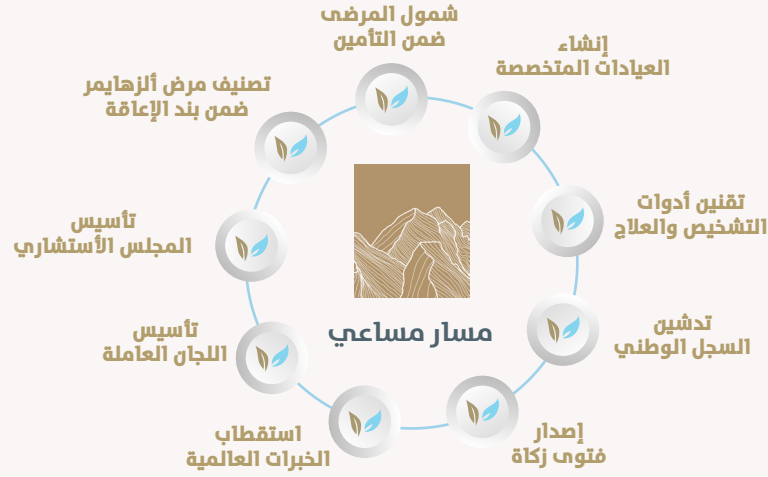 شمول المرضى
ضمن التأمين
إنشاء
العيادات المتخصصة
تقنين أدوات
التشخيص والعلاج
تدشين
السجل الوطني
إصدار
فتوى زكاة
استقطاب
الخبرات العالمية
تأسيس
اللجان العاملة
تأسيس
المجلس الأستشاري
تصنيف مرض ألزهايمر
ضمن بند الإعاقة
مسار مساعي